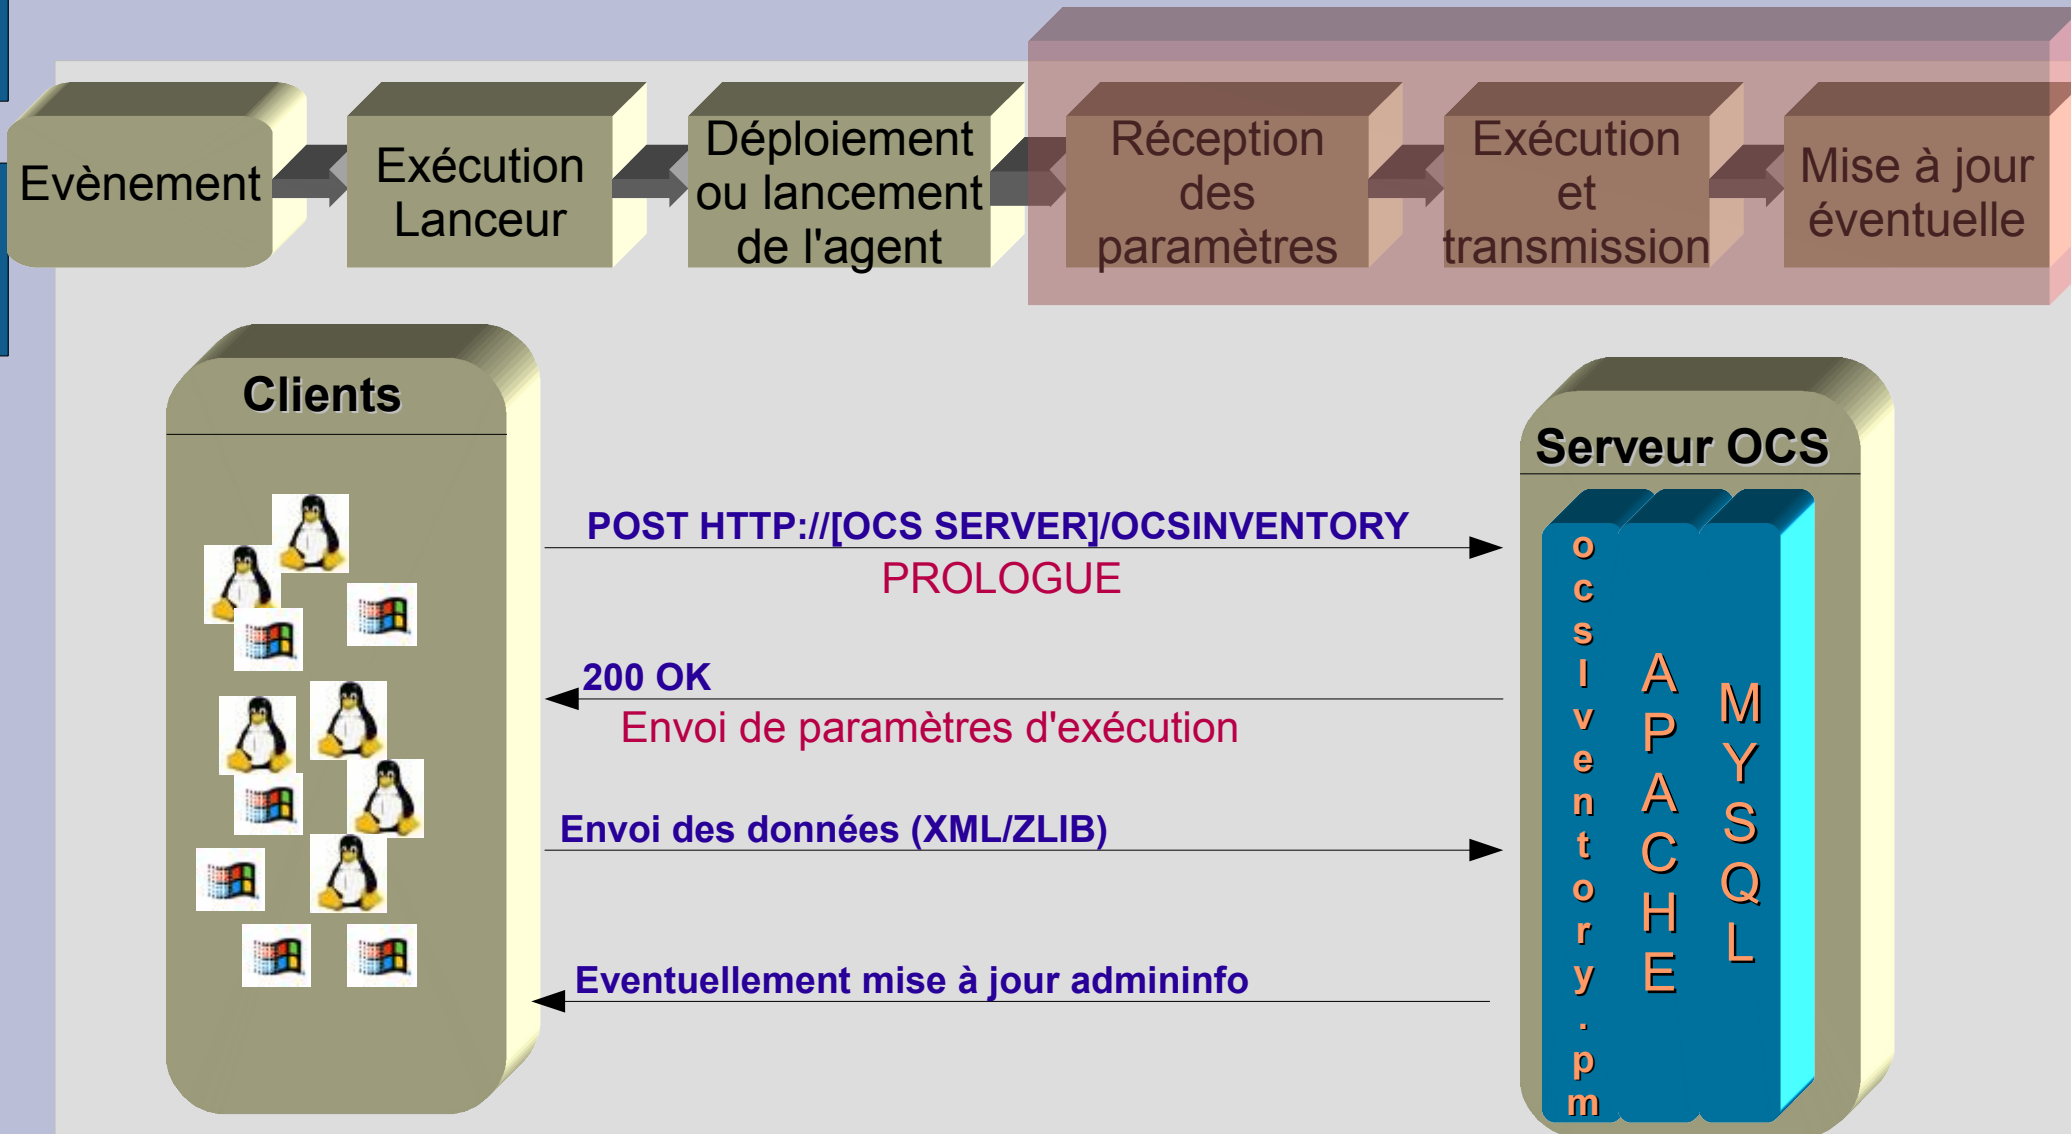 Evènement
Exécution
Lanceur
Déploiement
ou lancement
de l'agent
Réception
des
paramètres
Exécution
et
transmission
Mise à jour
éventuelle
Clients
Serveur OCS
POST HTTP://[OCS SERVER]/OCSINVENTORY
PROLOGUE
200 OK
Envoi de paramètres d'exécution
Envoi des données (XML/ZLIB)
Eventuellement mise à jour admininfo
ocsIventory.pm
APACHE
MYSQL